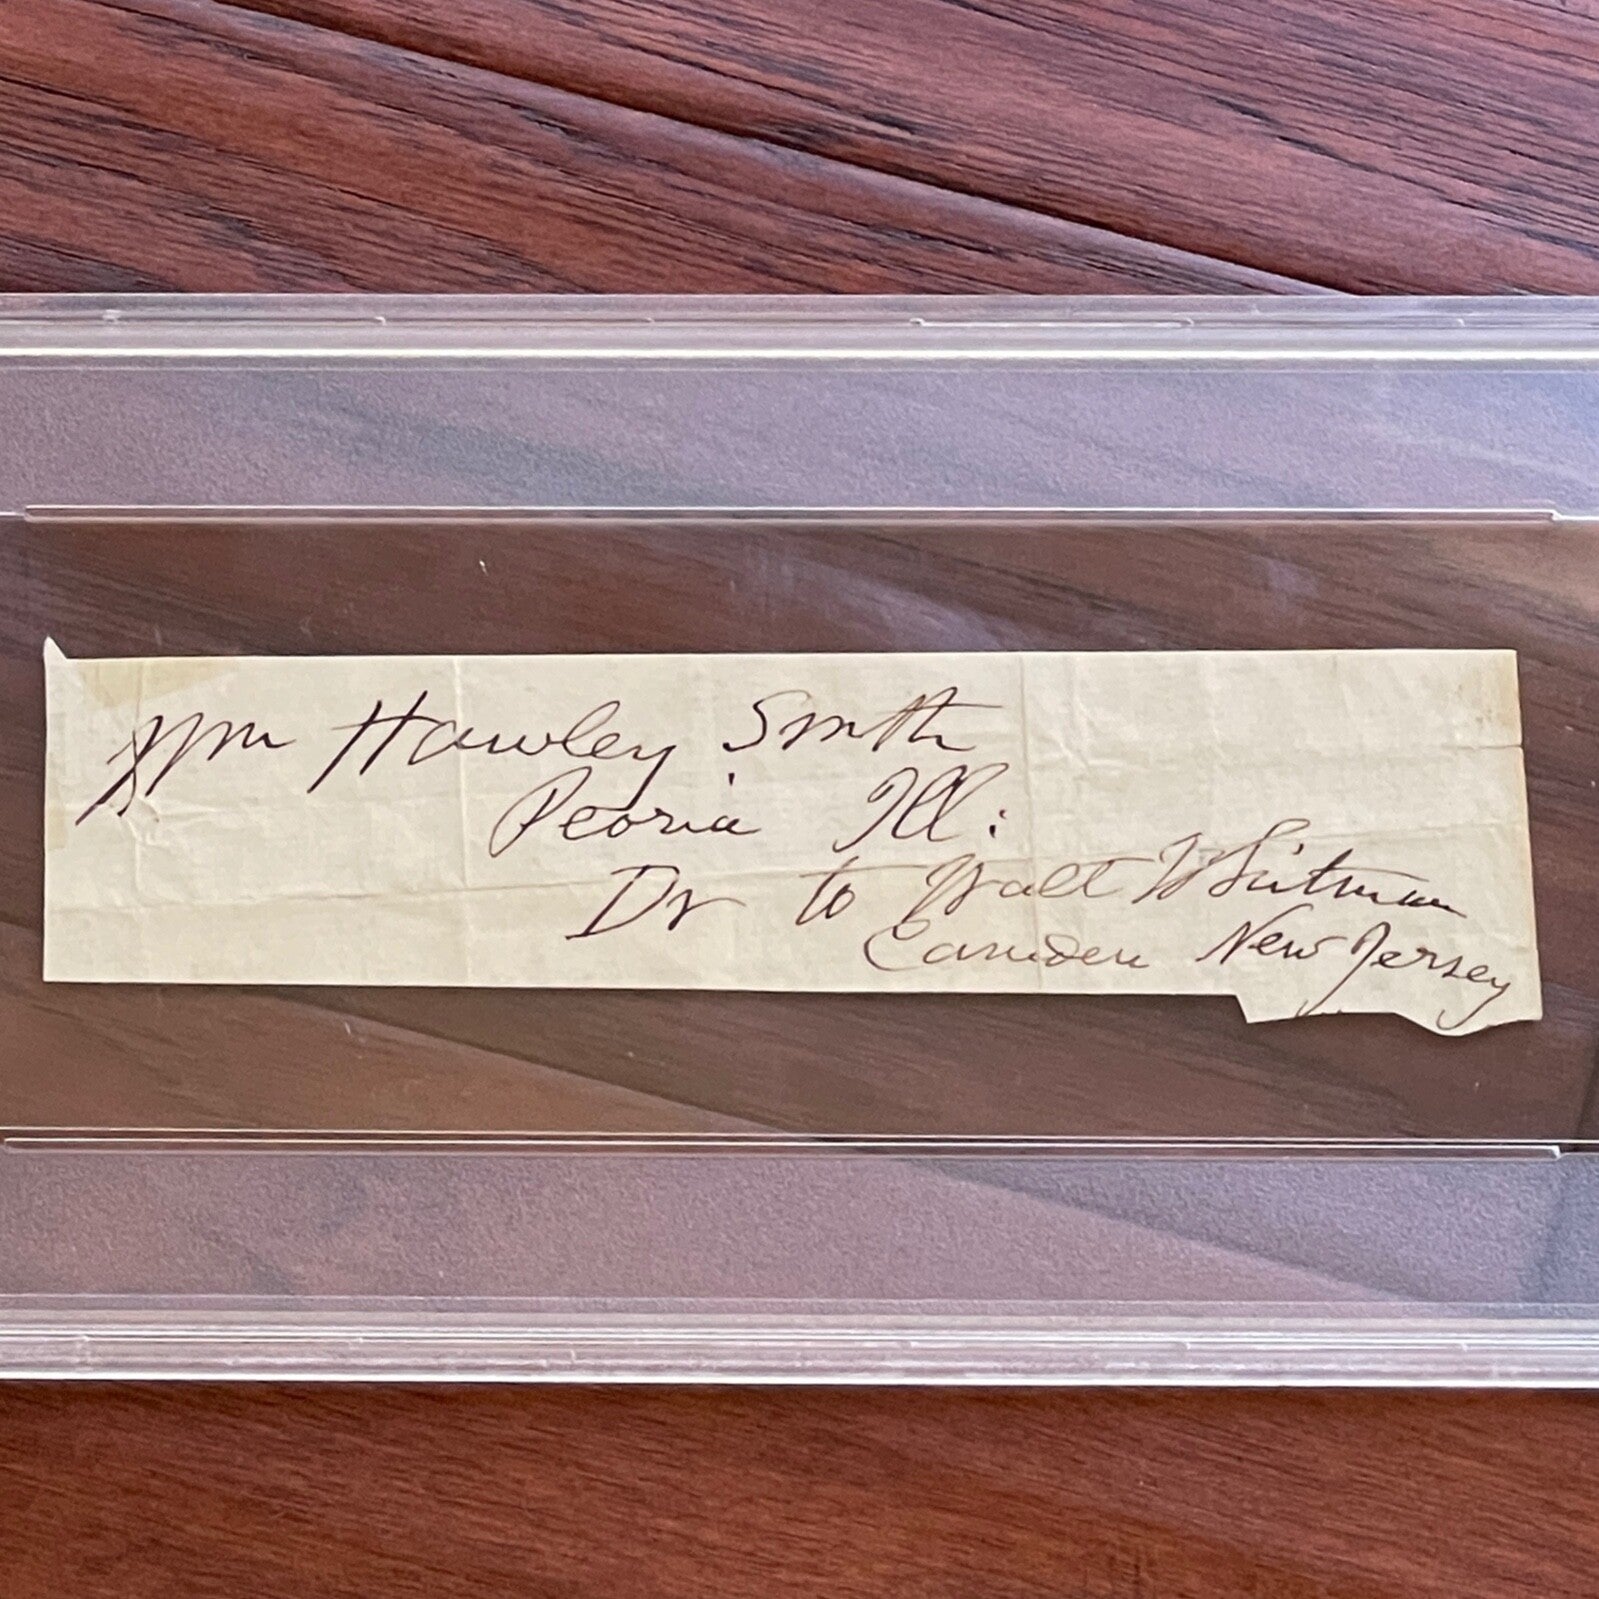 Wm Hawley Smith
Peoria Ill:
Dr to Walt Whitman
Camden New Jersey